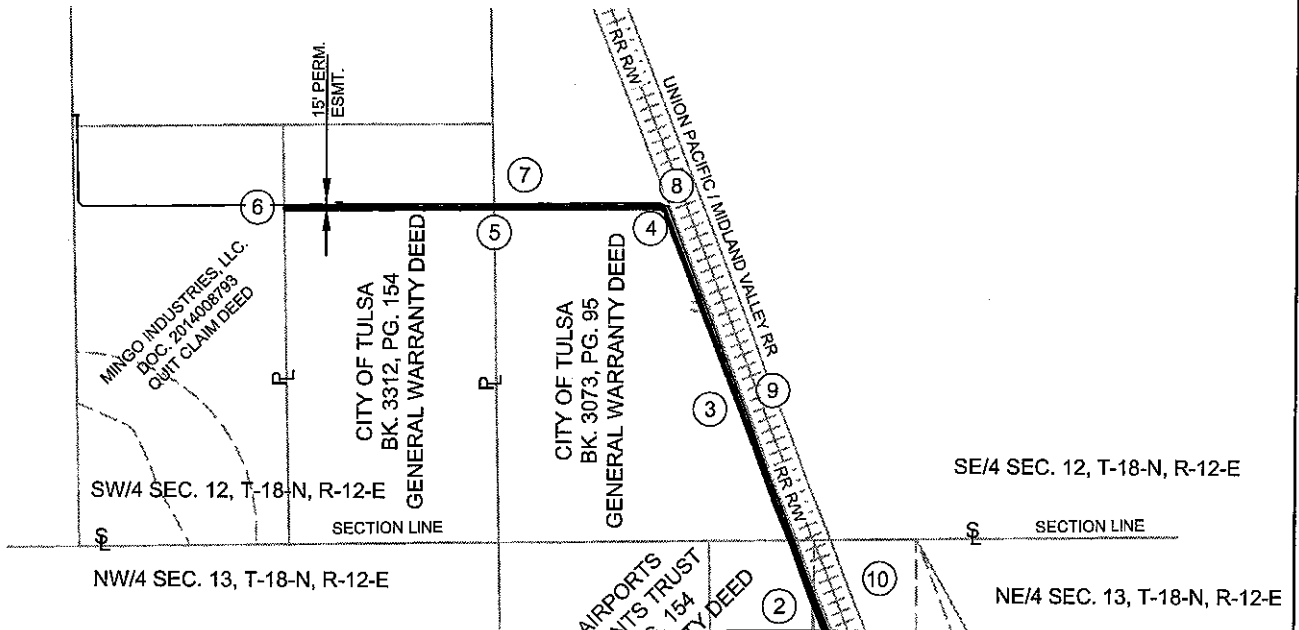 RR R/W
UNION PACIFIC / MIDLAND VALLEY RR
15' PERM.
ESMT.
7
8
6
5
4
MINGO INDUSTRIES, LLC.
DOC. 2014008793
QUIT CLAIM DEED
CITY OF TULSA
BK. 3312, PG. 154
GENERAL WARRANTY DEED
CITY OF TULSA
BK. 3073, PG. 95
GENERAL WARRANTY DEED
PL
PL
3
9
RR R/W
SW/4 SEC. 12, T-18-N, R-12-E
SE/4 SEC. 12, T-18-N, R-12-E
SL
SECTION LINE
SL
SECTION LINE
NW/4 SEC. 13, T-18-N, R-12-E
AIRPORTS
NTS TRUST
154
TY DEED
2
10
NE/4 SEC. 13, T-18-N, R-12-E